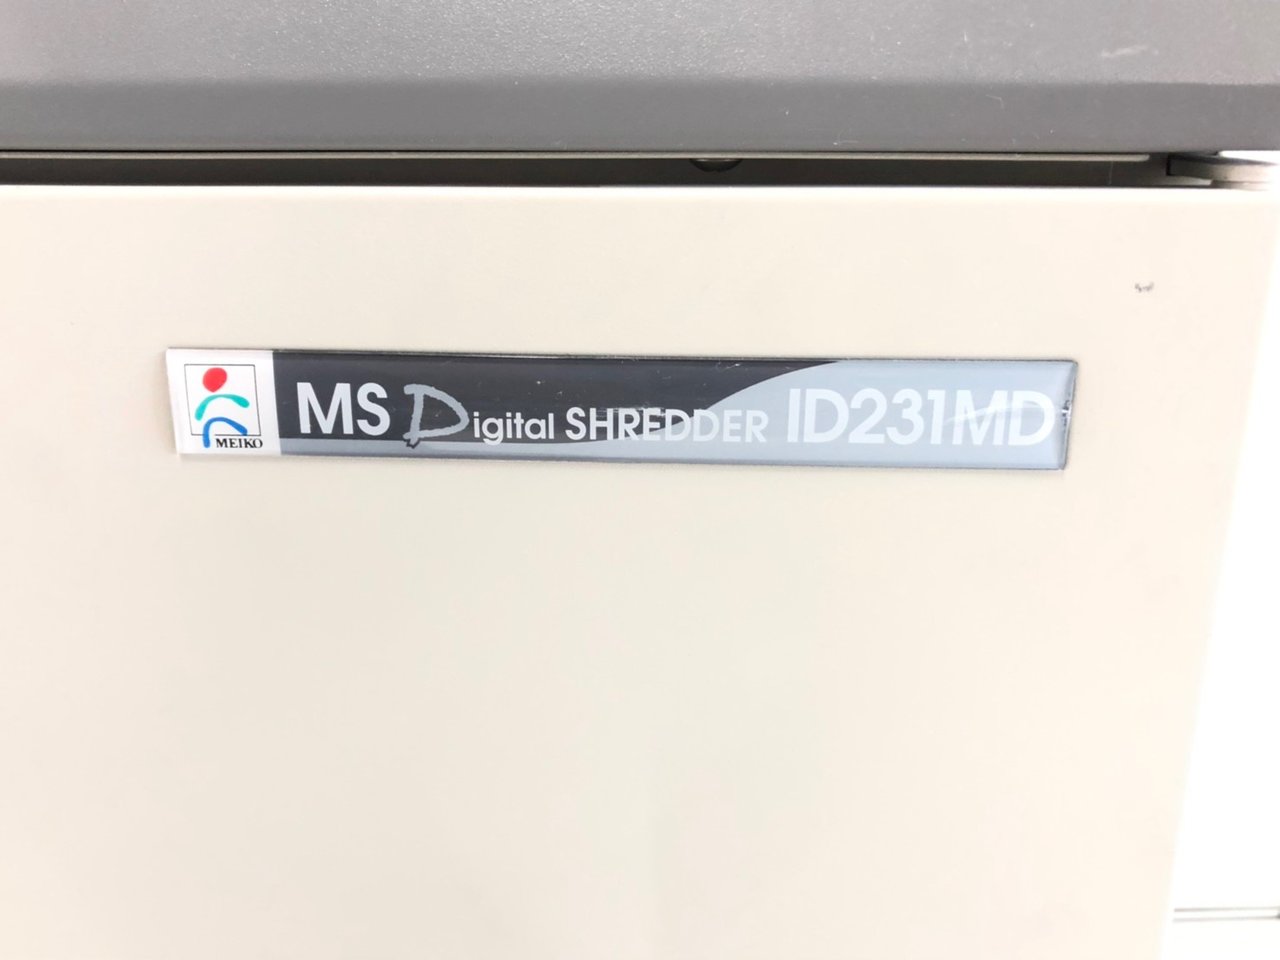 MEIKO
MS Digital SHREDDER ID231MD